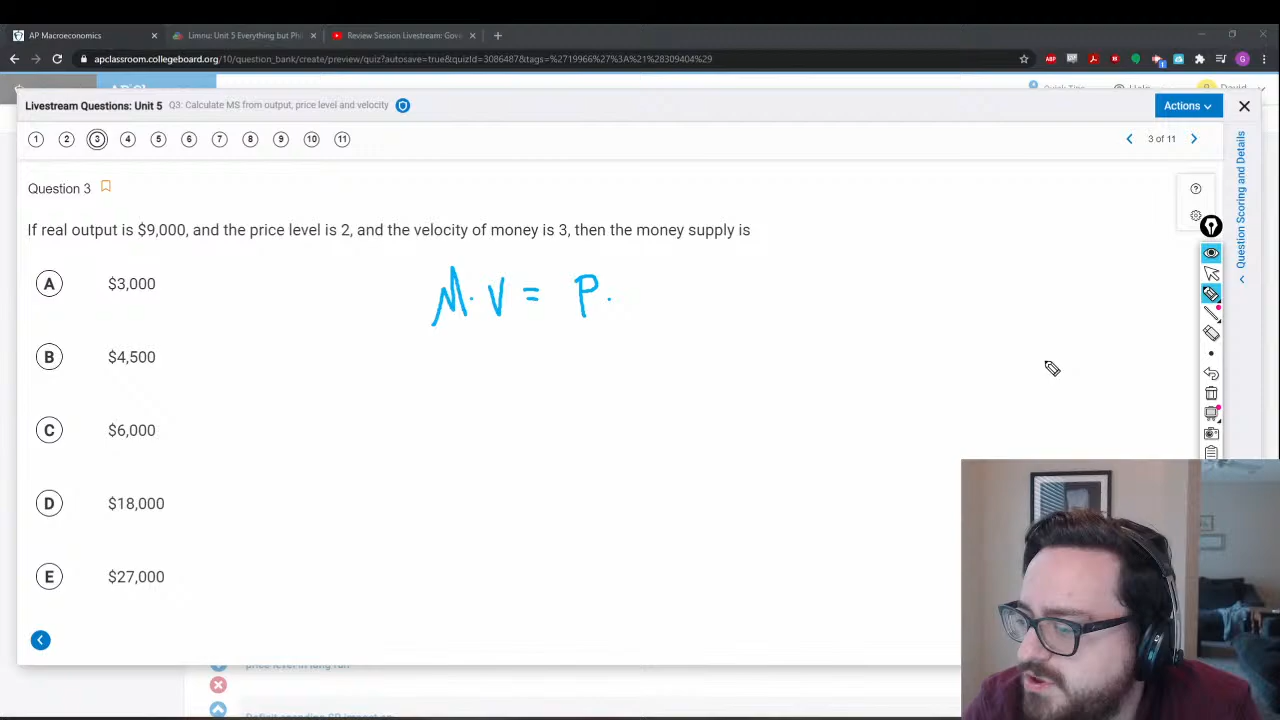 AP Macroeconomics
Limnu: Unit 5 Everything but Ph
Review Session Livestream: Gov
apclassroom.collegeboard.org/10/question_bank/create/preview/quiz?autosave=true&quizId=3086487&tags=%2719966%27%3A%21%28309404%29
Livestream Questions: Unit 5
Q3: Calculate MS from output, price level and velocity
Actions
1 2 3 4 5 6 7 8 9 10 11
3 of 11
Question Scoring and Details
Question 3
If real output is $9,000, and the price level is 2, and the velocity of money is 3, then the money supply is
M · V = P ·
A $3,000
B $4,500
C $6,000
D $18,000
E $27,000
price level in long run